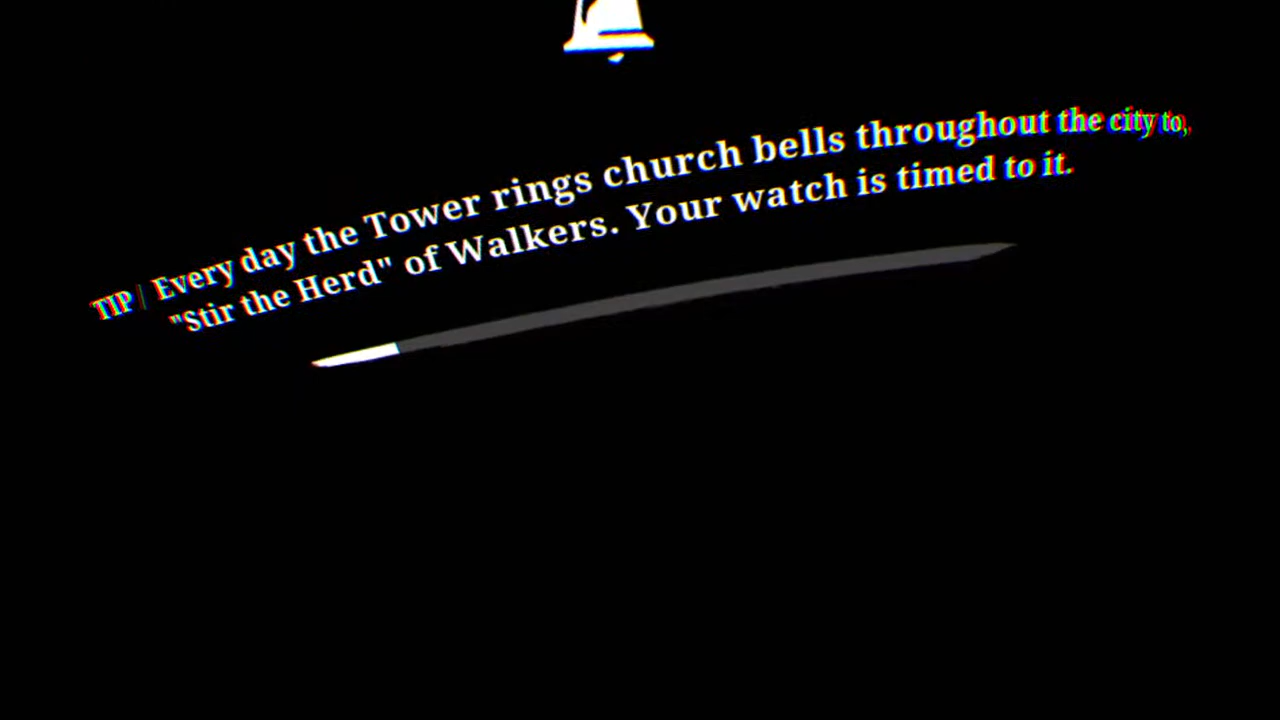 TIP | Every day the Tower rings church bells throughout the city to,
"Stir the Herd" of Walkers. Your watch is timed to it.